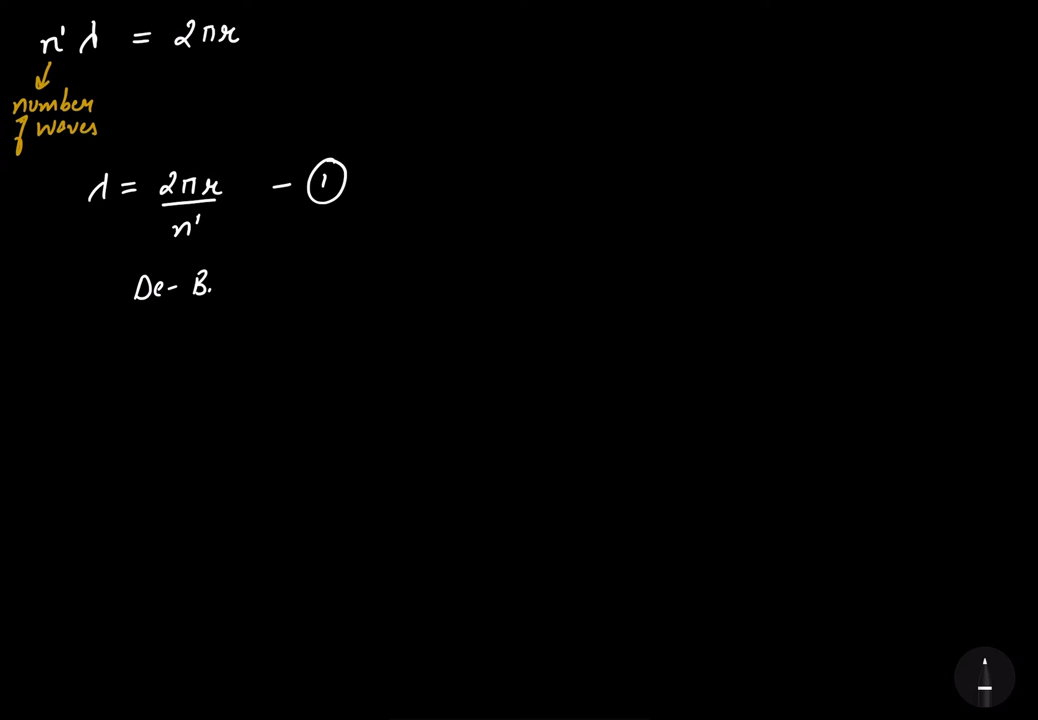 n' λ = 2πr
number
of waves
λ = 2πr / n' - ①
De- B.